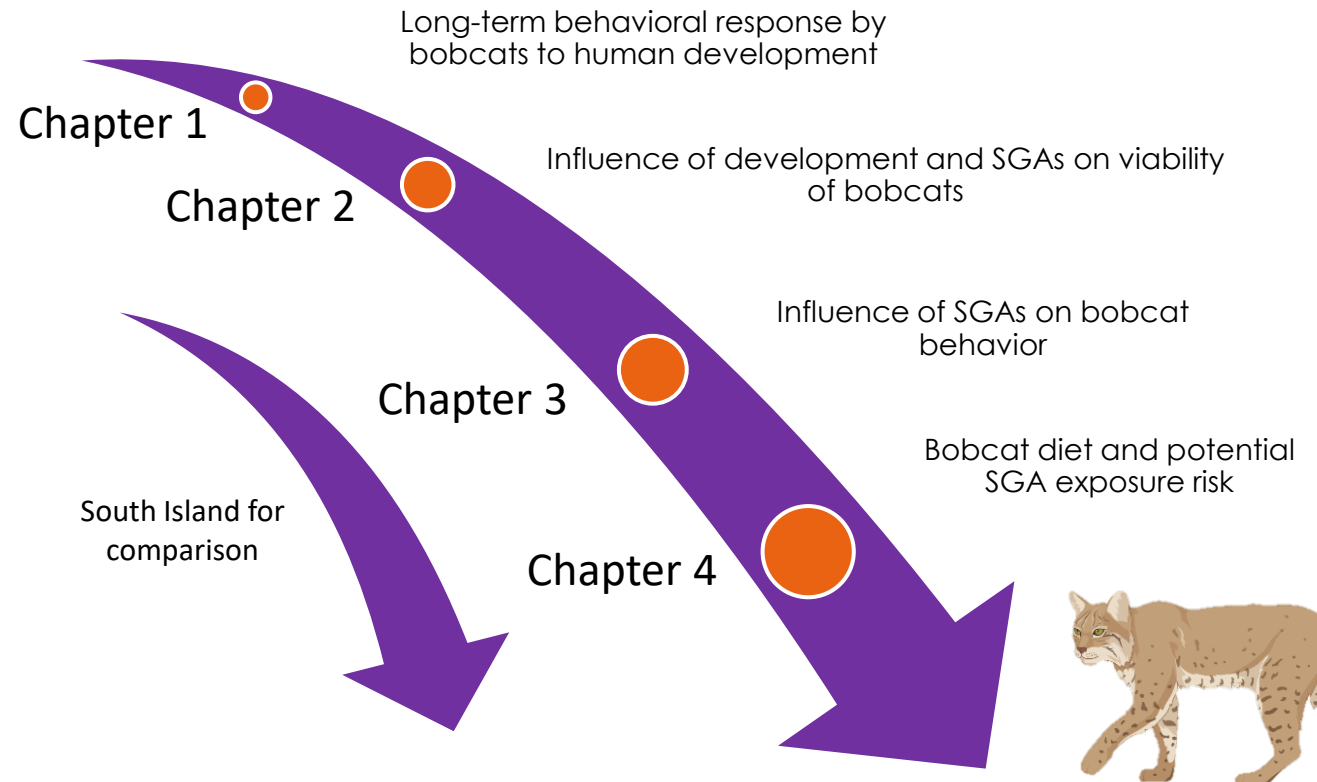 Long-term behavioral response by
bobcats to human development
Chapter 1
Influence of development and SGAs on viability
of bobcats
Chapter 2
Influence of SGAs on bobcat
behavior
Chapter 3
Bobcat diet and potential
SGA exposure risk
South Island for
comparison
Chapter 4